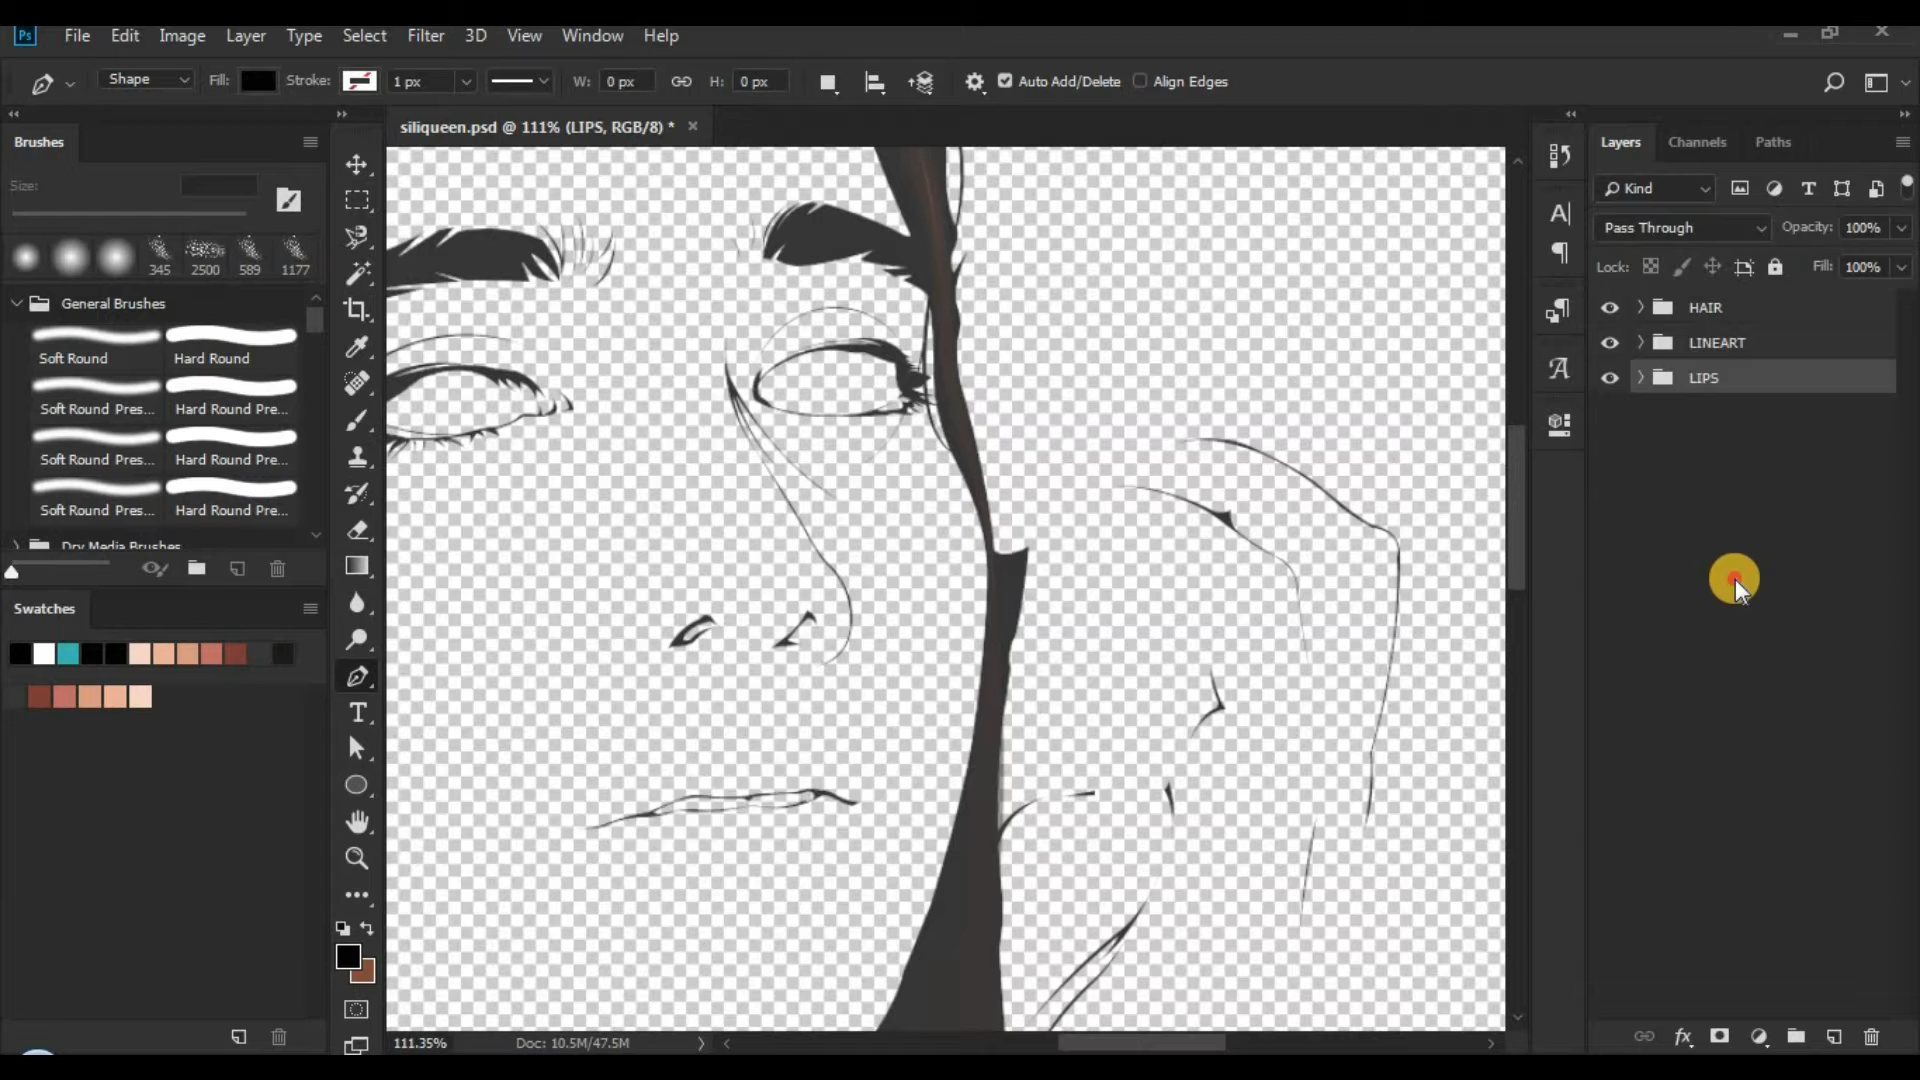 Ps File Edit Image Layer Type Select Filter 3D View Window Help
Shape Fill: Stroke: 1 px W: 0 px H: 0 px Auto Add/Delete Align Edges
siliqueen.psd @ 111% (LIPS, RGB/8) *
Brushes
Size:
345 2500 589 1177
General Brushes
Soft Round Hard Round
Soft Round Pres... Hard Round Pre...
Soft Round Pres... Hard Round Pre...
Soft Round Pres... Hard Round Pre...
Dry Media Brushes
Swatches
111.35% Doc: 10.5M/47.5M
Layers Channels Paths
Kind
Pass Through Opacity: 100%
Lock: Fill: 100%
HAIR
LINEART
LIPS